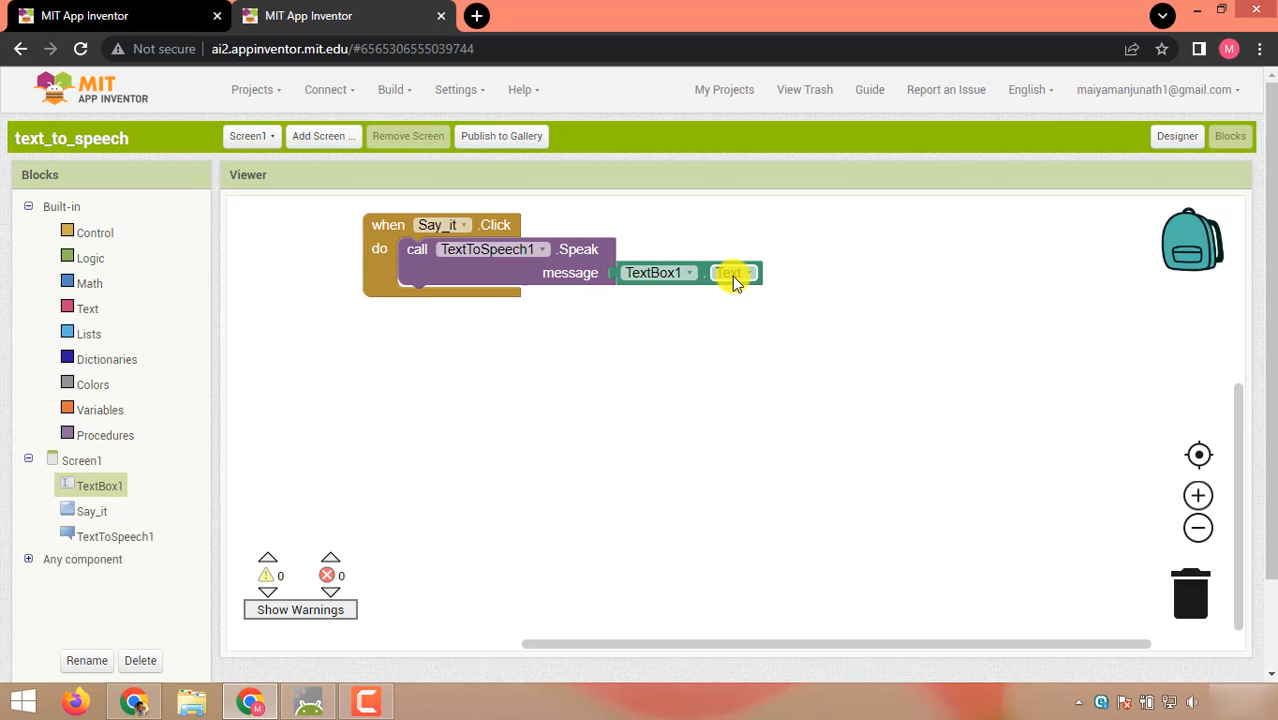 MIT App Inventor
MIT App Inventor
Not secure
ai2.appinventor.mit.edu/#6565306555039744
M
MIT
APP INVENTOR
Projects
Connect
Build
Settings
Help
My Projects
View Trash
Guide
Report an Issue
English
maiyamanjunath1@gmail.com
text_to_speech
Screen1
Add Screen ...
Remove Screen
Publish to Gallery
Designer
Blocks
Blocks
Viewer
Built-in
Control
Logic
Math
Text
Lists
Dictionaries
Colors
Variables
Procedures
Screen1
TextBox1
Say_it
TextToSpeech1
Any component
Rename
Delete
when Say_it .Click
do call TextToSpeech1 .Speak
message TextBox1 . Text
0
0
Show Warnings
M